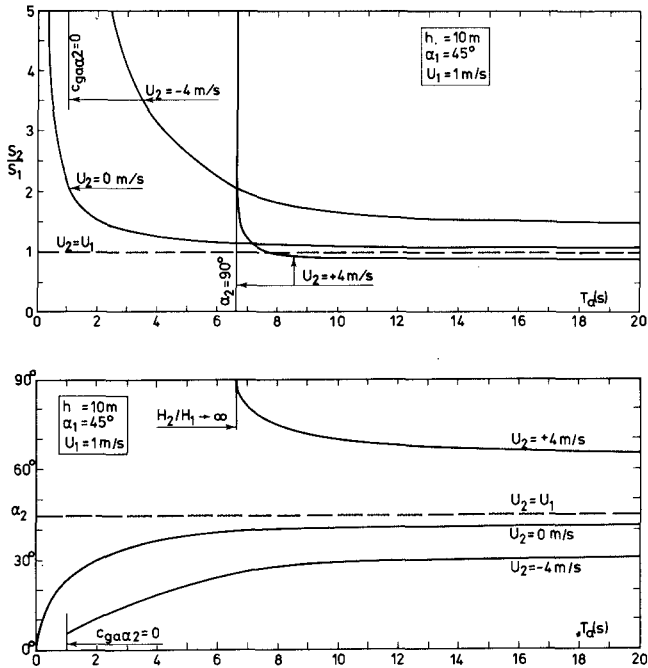 5
4
3
S2/S1
2
1
0
cgaα2=0
U2=-4 m/s
U2=0 m/s
U2=U1
α2=90°
U2=+4 m/s
h = 10m
α1 = 45°
U1 = 1 m/s
Ta(s)
0 2 4 6 8 10 12 14 16 18 20
90°
60°
α2
30°
0°
h = 10m
α1 = 45°
U1 = 1 m/s
H2/H1 → ∞
U2=+4 m/s
U2=U1
U2=0 m/s
U2=-4 m/s
cgaα2=0
Ta(s)
0 2 4 6 8 10 12 14 16 18 20